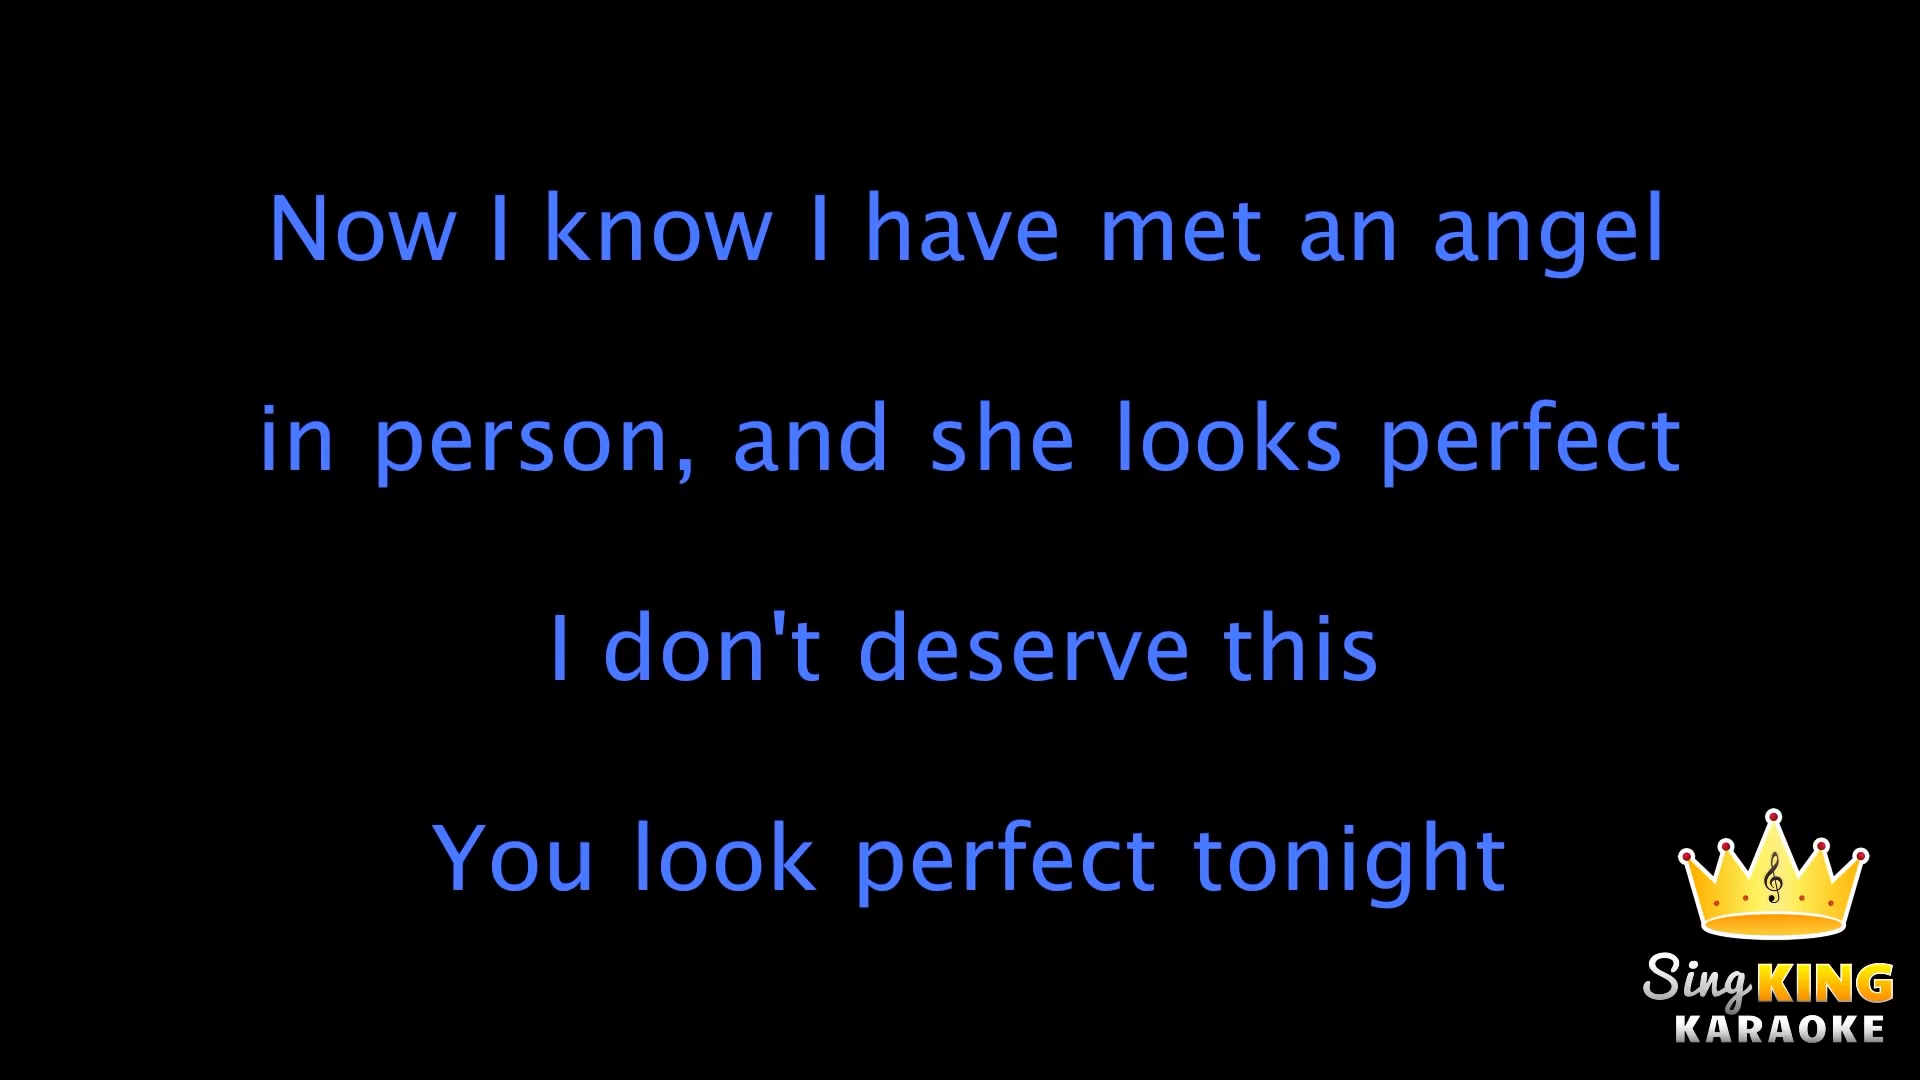 Now I know I have met an angel
in person, and she looks perfect
I don't deserve this
You look perfect tonight
Sing KING
KARAOKE